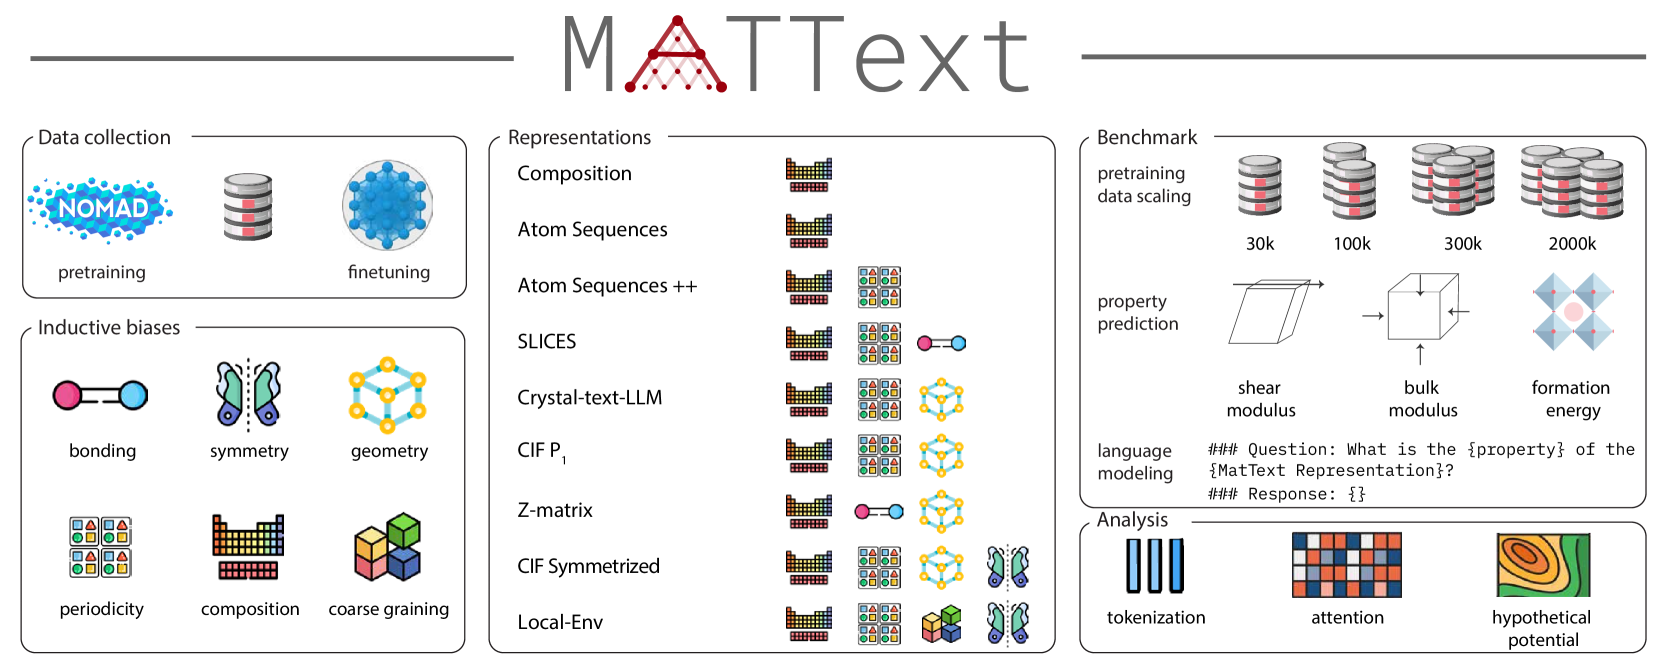 MATText
Data collection
NOMAD
pretraining
finetuning
Inductive biases
bonding
symmetry
geometry
periodicity
composition
coarse graining
Representations
Composition
Atom Sequences
Atom Sequences ++
SLICES
Crystal-text-LLM
CIF P1
Z-matrix
CIF Symmetrized
Local-Env
Benchmark
pretraining
data scaling
30k
100k
300k
2000k
property
prediction
shear
modulus
bulk
modulus
formation
energy
language
modeling
### Question: What is the {property} of the
{MatText Representation}?
### Response: {}
Analysis
tokenization
attention
hypothetical
potential